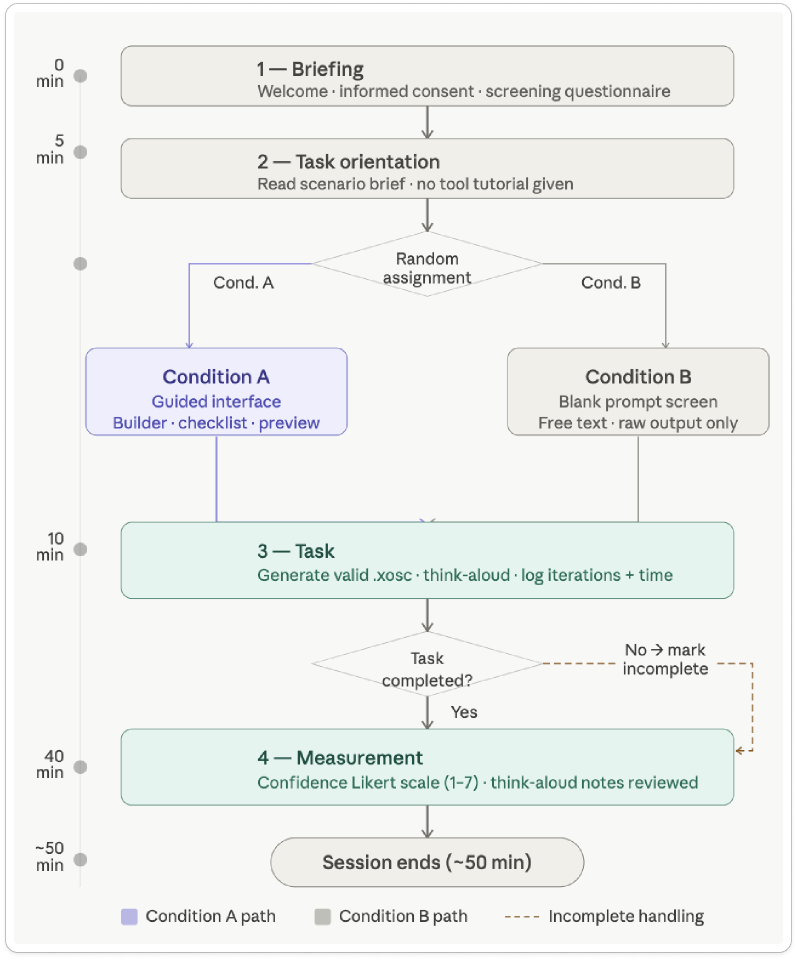 0
min
1 — Briefing
Welcome · informed consent · screening questionnaire
5
min
2 — Task orientation
Read scenario brief · no tool tutorial given
Random
assignment
Cond. A
Cond. B
Condition A
Guided interface
Builder · checklist · preview
Condition B
Blank prompt screen
Free text · raw output only
10
min
3 — Task
Generate valid .xosc · think-aloud · log iterations + time
Task
completed?
No → mark
incomplete
Yes
40
min
4 — Measurement
Confidence Likert scale (1–7) · think-aloud notes reviewed
~50
min
Session ends (~50 min)
Condition A path
Condition B path
Incomplete handling